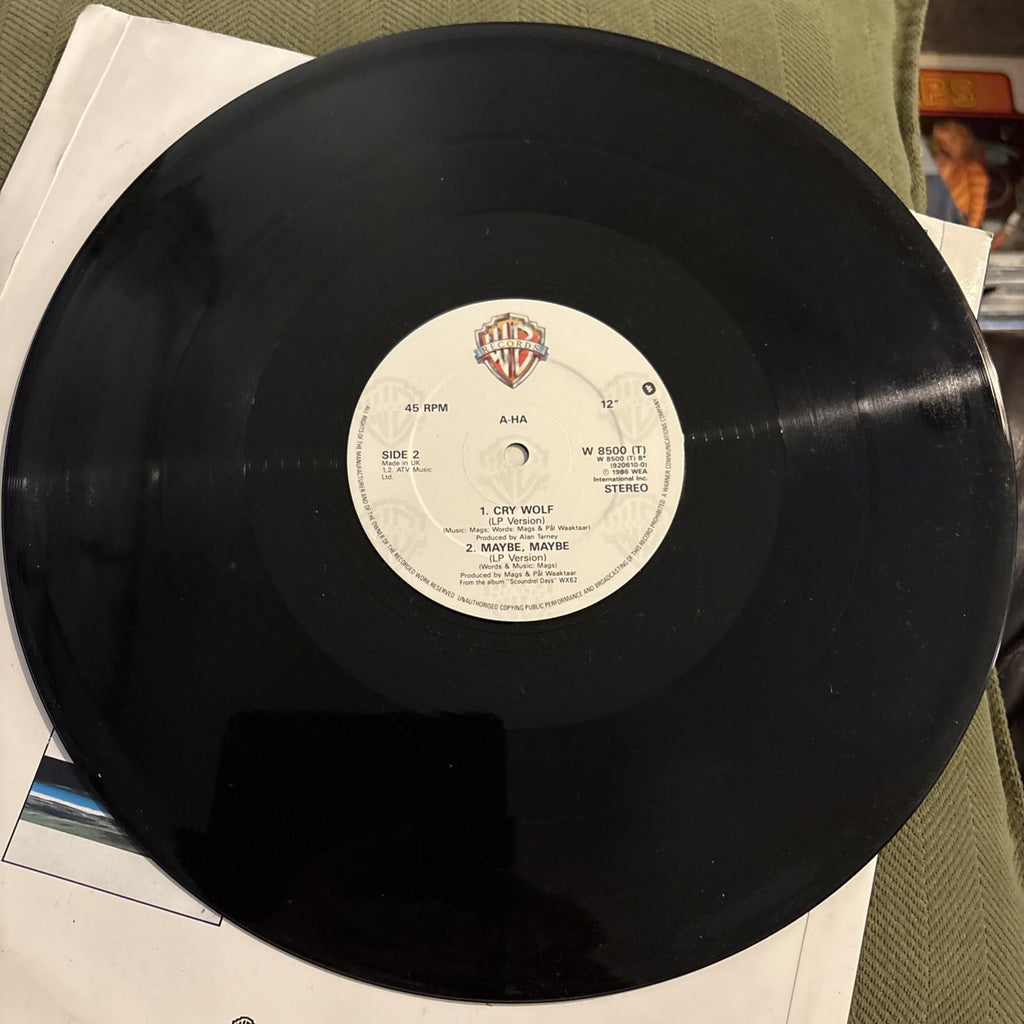 PS
WB
RECORDS
45 RPM
12"
A-HA
SIDE 2
Made in UK
1,2. ATV Music
Ltd.
W 8500 (T)
W 8500 (T) B*
(920610-0)
℗ 1986 WEA
International Inc.
STEREO
1. CRY WOLF
(LP Version)
(Music: Mags; Words: Mags & Pål Waaktaar)
Produced by Alan Tarney
2. MAYBE, MAYBE
(LP Version)
(Words & Music: Mags)
Produced by Mags & Pål Waaktaar
From the album "Scoundrel Days" WX62
ALL RIGHTS OF THE MANUFACTURER AND OF THE OWNER OF THE RECORDED WORK RESERVED. UNAUTHORISED COPYING PUBLIC PERFORMANCE AND BROADCASTING OF THIS RECORD PROHIBITED. A WARNER COMMUNICATIONS COMPANY